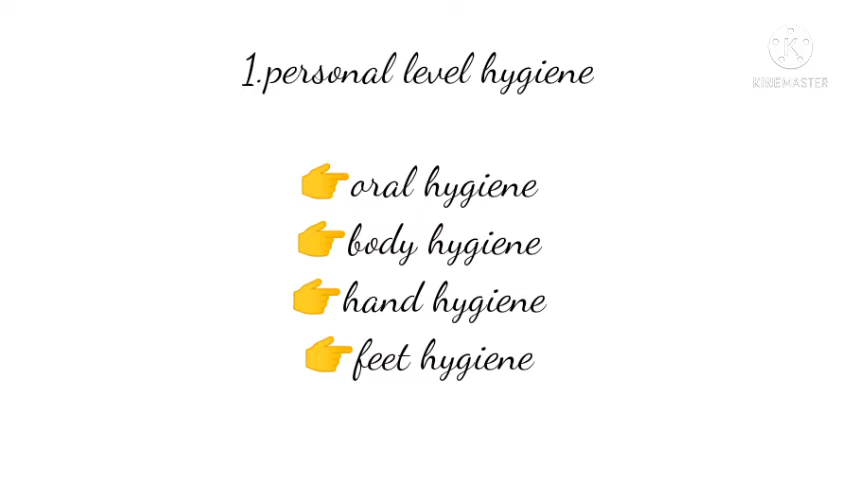 1.personal level hygiene
KINEMASTER
👉oral hygiene
👉body hygiene
👉hand hygiene
👉feet hygiene